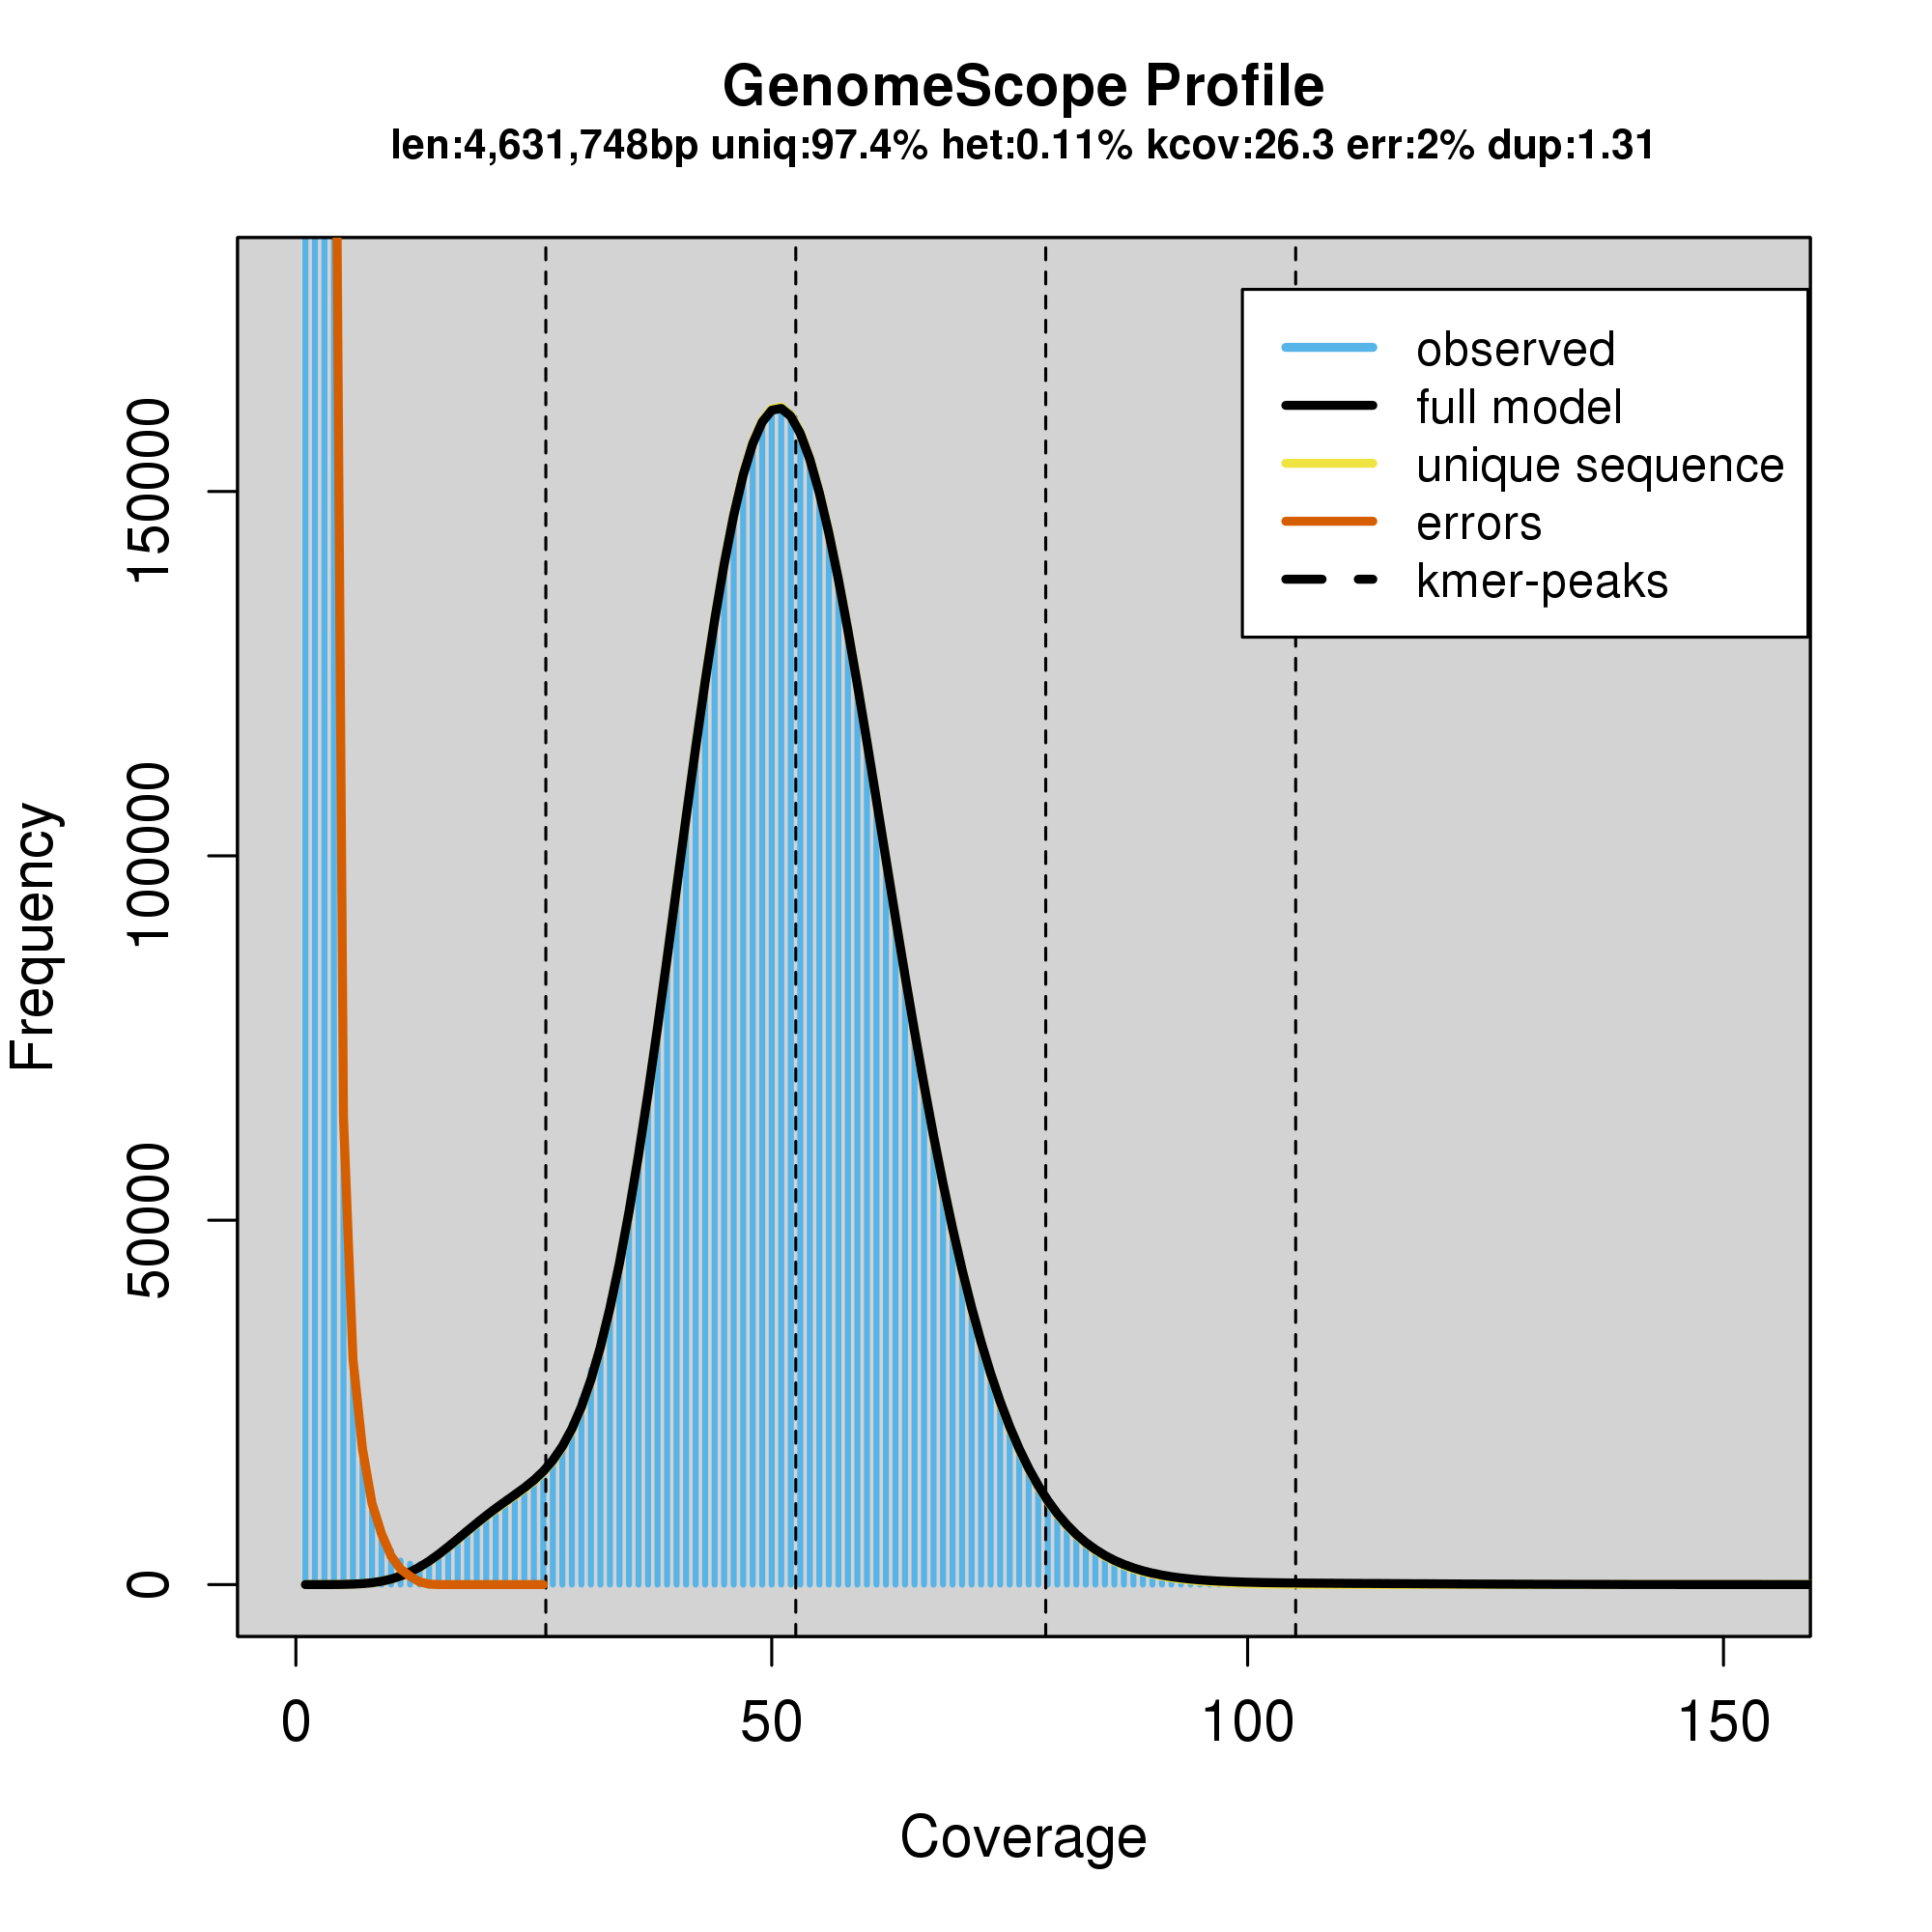 GenomeScope Profile
len:4,631,748bp uniq:97.4% het:0.11% kcov:26.3 err:2% dup:1.31
observed
full model
unique sequence
errors
kmer-peaks
Frequency
150000
100000
50000
0
0
50
100
150
Coverage